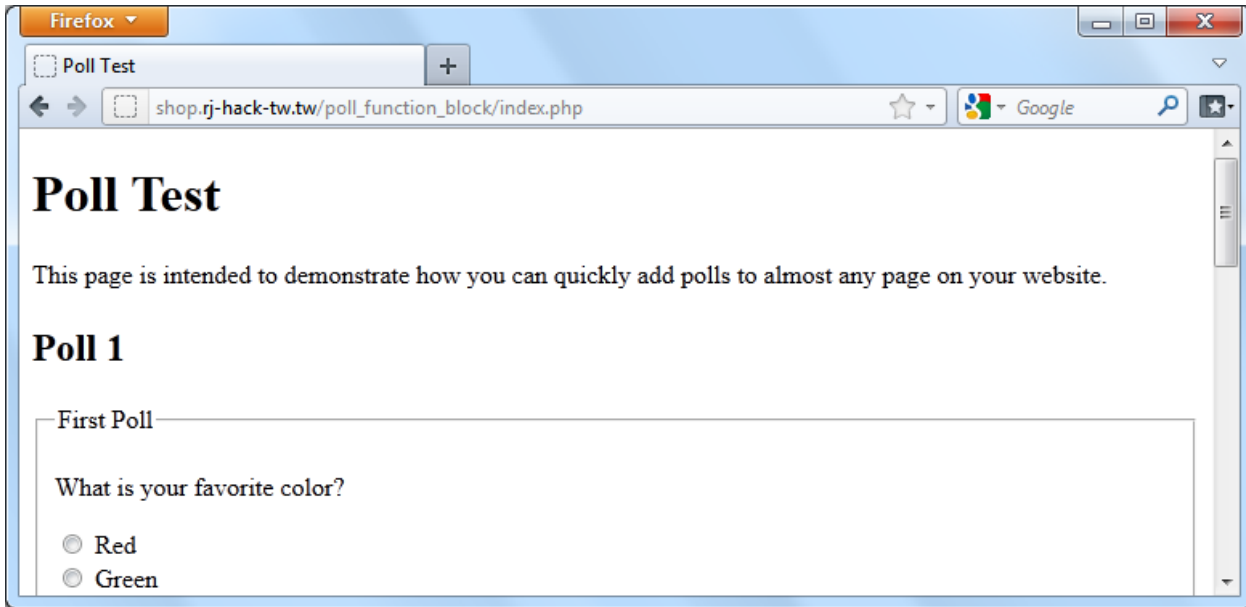 Firefox
Poll Test
shop.rj-hack-tw.tw/poll_function_block/index.php
Google
Poll Test
This page is intended to demonstrate how you can quickly add polls to almost any page on your website.
Poll 1
First Poll
What is your favorite color?
Red
Green